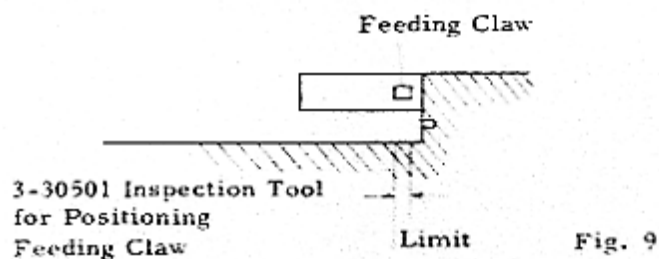 Feeding Claw
3-30501 Inspection Tool
for Positioning
Feeding Claw
Limit
Fig. 9